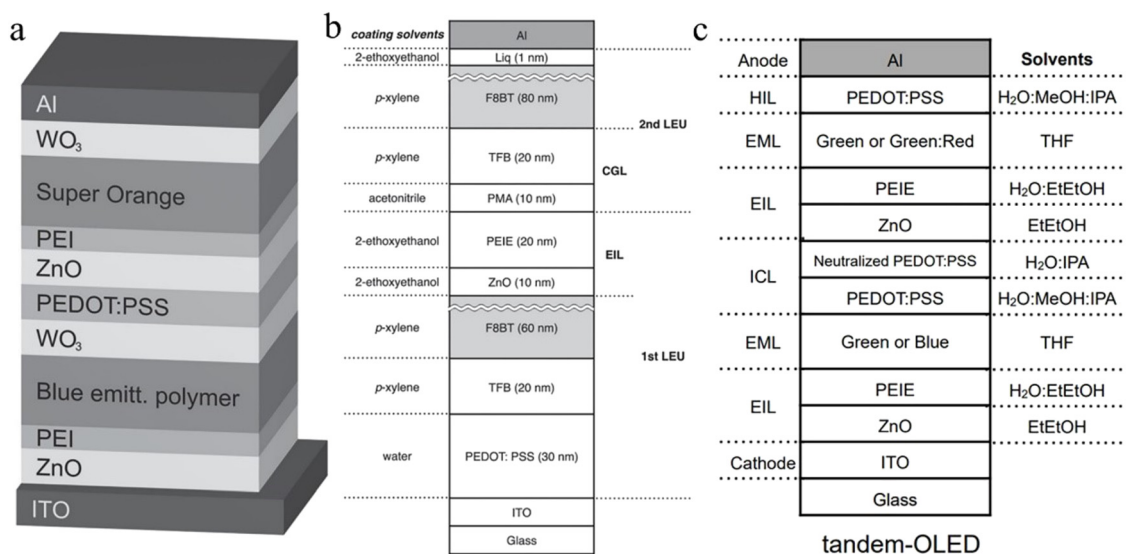 a
Al
WO₃
Super Orange
PEI
ZnO
PEDOT:PSS
WO₃
Blue emitt. polymer
PEI
ZnO
ITO
b
coating solvents
Al
2-ethoxyethanol
Liq (1 nm)
p-xylene
F8BT (80 nm)
2nd LEU
p-xylene
TFB (20 nm)
CGL
acetonitrile
PMA (10 nm)
2-ethoxyethanol
PEIE (20 nm)
EIL
2-ethoxyethanol
ZnO (10 nm)
p-xylene
F8BT (60 nm)
1st LEU
p-xylene
TFB (20 nm)
water
PEDOT: PSS (30 nm)
ITO
Glass
c
Solvents
Anode
Al
HIL
PEDOT:PSS
H₂O:MeOH:IPA
EML
Green or Green:Red
THF
EIL
PEIE
H₂O:EtEtOH
ZnO
EtEtOH
ICL
Neutralized PEDOT:PSS
H₂O:IPA
PEDOT:PSS
H₂O:MeOH:IPA
EML
Green or Blue
THF
EIL
PEIE
H₂O:EtEtOH
ZnO
EtEtOH
Cathode
ITO
Glass
tandem-OLED